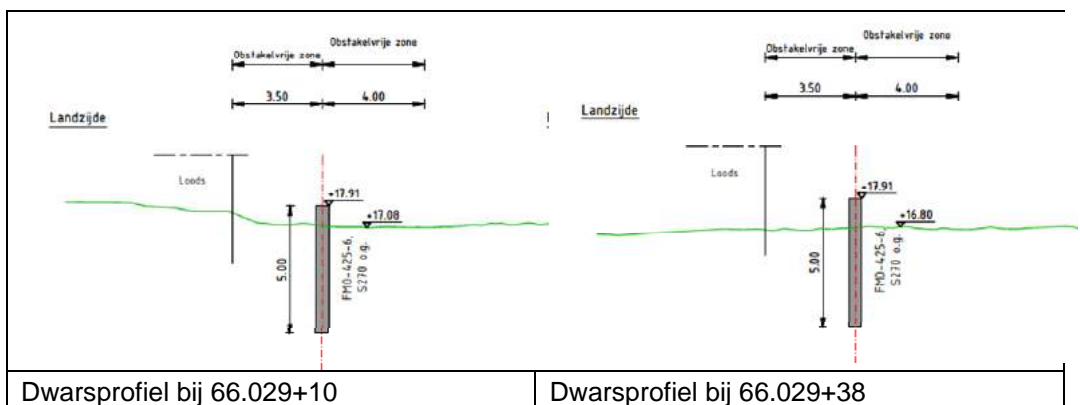 Obstakelvrije zone
Obstakelvrije zone
3.50
4.00
Landzijde
Loods
+17.91
+17.08
5.00
FMO-425-6,
S270 o.g.
Dwarsprofiel bij 66.029+10
Obstakelvrije zone
Obstakelvrije zone
3.50
4.00
Landzijde
Loods
+17.91
+16.80
5.00
FMO-425-6,
S270 o.g.
Dwarsprofiel bij 66.029+38